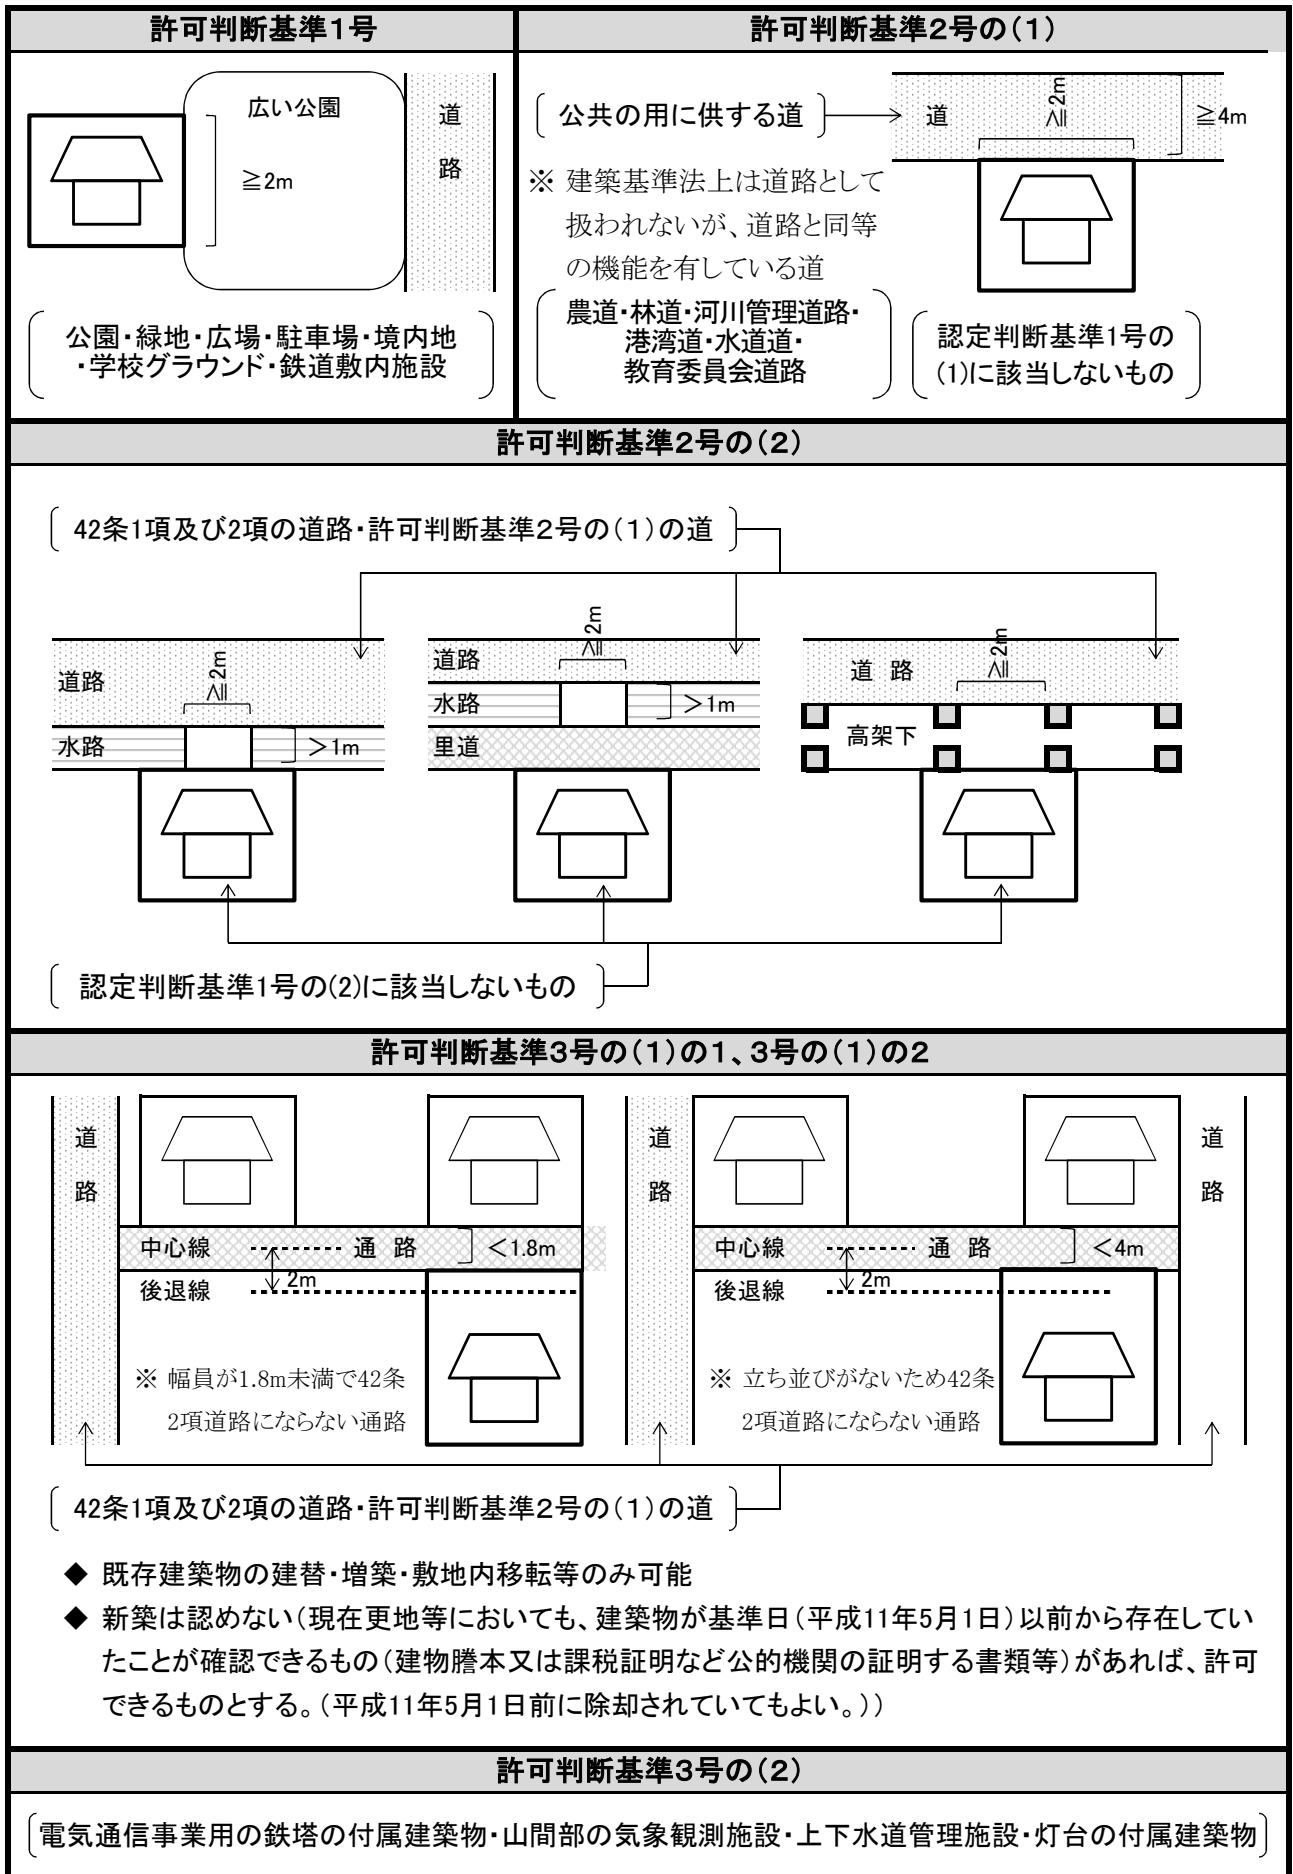 許可判断基準1号
広い公園
道
路
≧2m
公園・緑地・広場・駐車場・境内地
・学校グラウンド・鉄道敷内施設
許可判断基準2号の(1)
公共の用に供する道
道
≧2m
≧4m
※ 建築基準法上は道路として
扱われないが、道路と同等
の機能を有している道
農道・林道・河川管理道路・
港湾道・水道道・
教育委員会道路
認定判断基準1号の
(1)に該当しないもの
許可判断基準2号の(2)
42条1項及び2項の道路・許可判断基準2号の(1)の道
道路
≧2m
水路
>1m
道路
≧2m
水路
>1m
里道
道 路
≧2m
高架下
認定判断基準1号の(2)に該当しないもの
許可判断基準3号の(1)の1、3号の(1)の2
道
路
中心線
通 路
<1.8m
後退線
2m
※ 幅員が1.8m未満で42条
2項道路にならない通路
道
路
中心線
通 路
<4m
後退線
2m
※ 立ち並びがないため42条
2項道路にならない通路
道
路
42条1項及び2項の道路・許可判断基準2号の(1)の道
◆ 既存建築物の建替・増築・敷地内移転等のみ可能
◆ 新築は認めない(現在更地等においても、建築物が基準日(平成11年5月1日)以前から存在してい
たことが確認できるもの(建物謄本又は課税証明など公的機関の証明する書類等)があれば、許可
できるものとする。(平成11年5月1日前に除却されていてもよい。))
許可判断基準3号の(2)
電気通信事業用の鉄塔の付属建築物・山間部の気象観測施設・上下水道管理施設・灯台の付属建築物